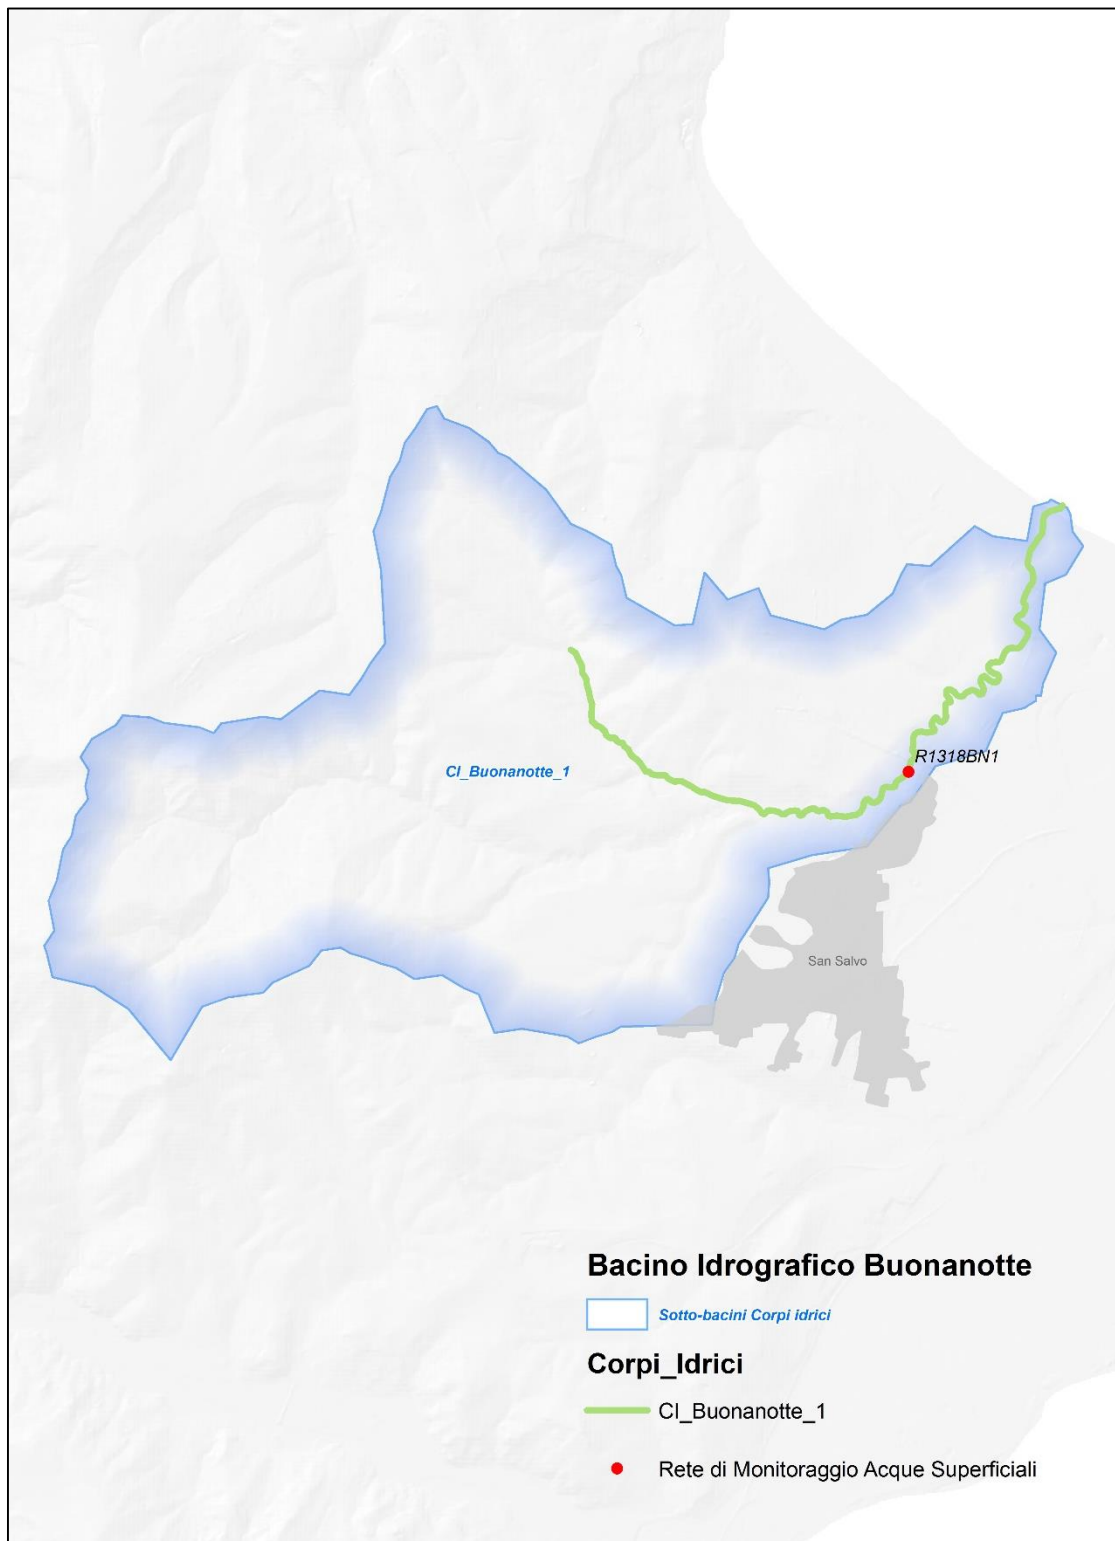 R1318BN1
CI_Buonanotte_1
San Salvo
Bacino Idrografico Buonanotte
Sotto-bacini Corpi idrici
Corpi_Idrici
CI_Buonanotte_1
Rete di Monitoraggio Acque Superficiali